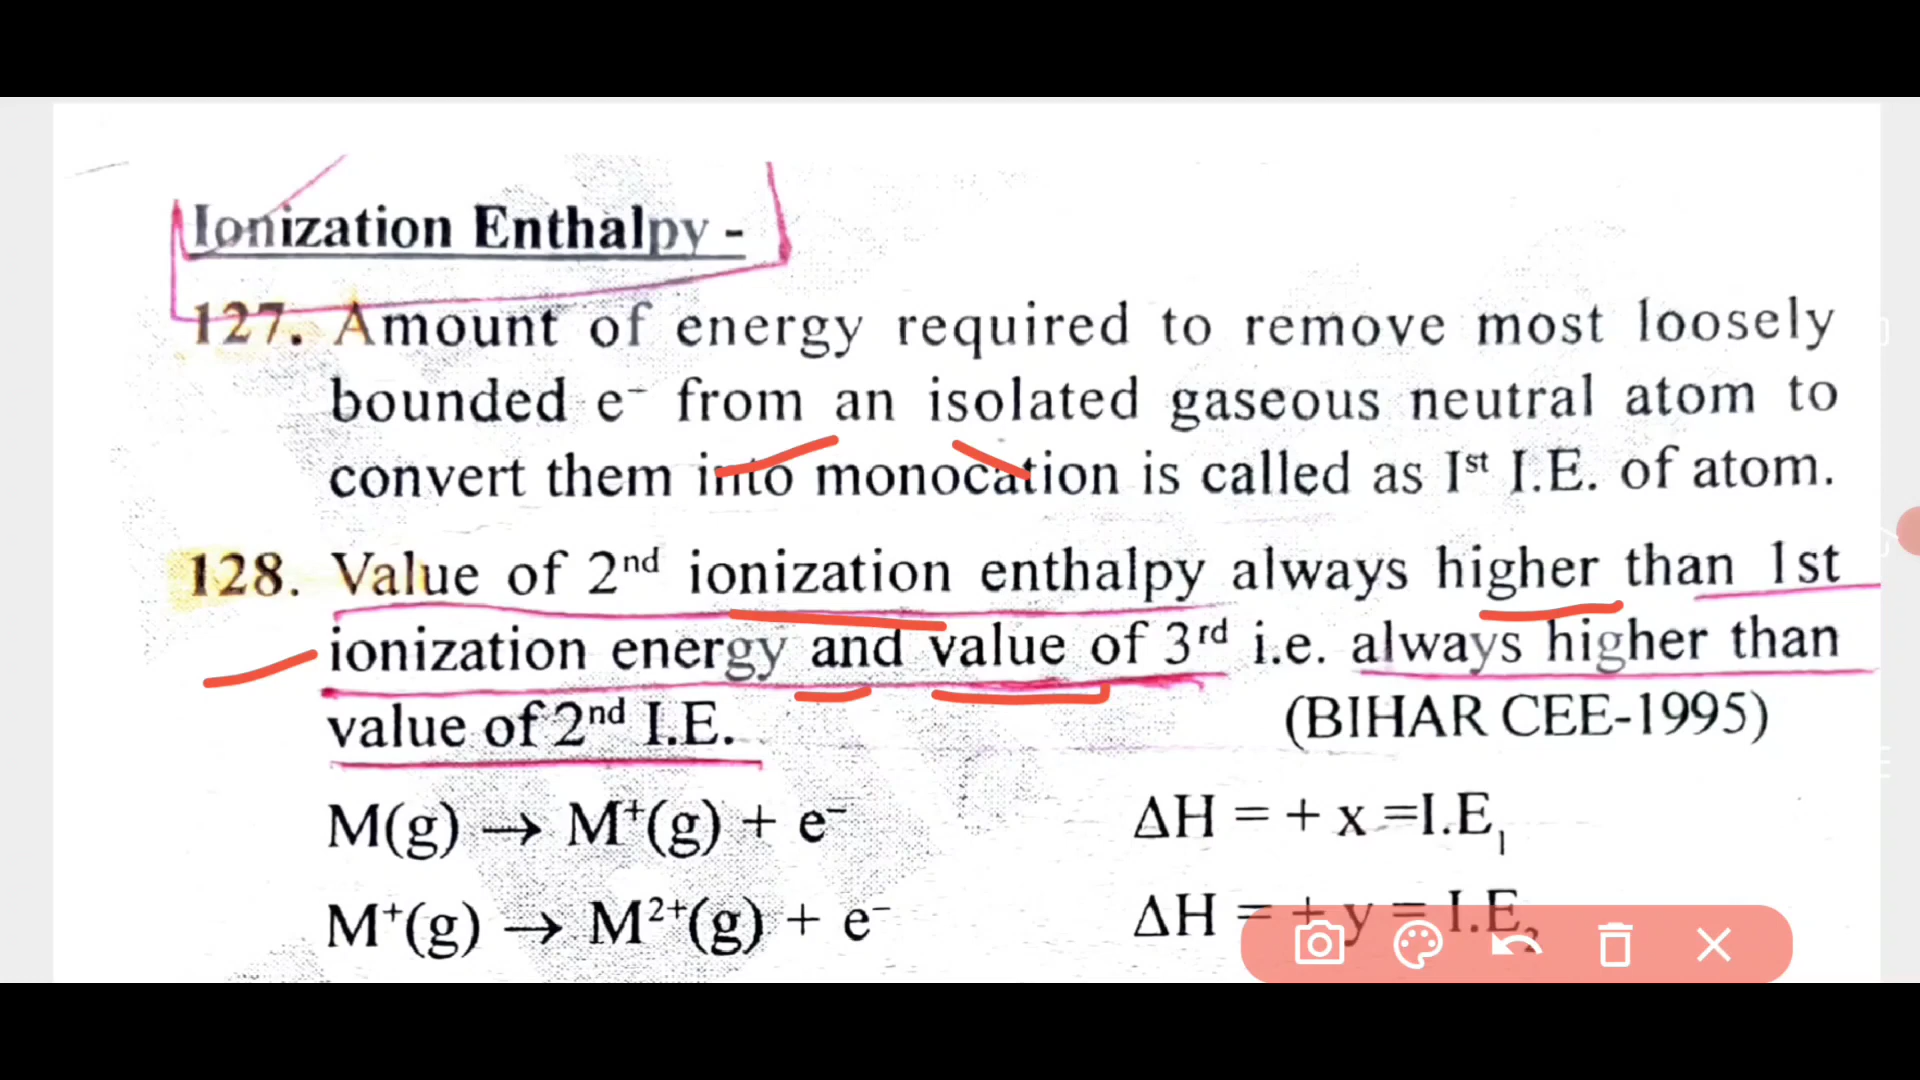 Ionization Enthalpy -
127. Amount of energy required to remove most loosely
bounded e⁻ from an isolated gaseous neutral atom to
convert them into monocation is called as Iˢᵗ I.E. of atom.
128. Value of 2ⁿᵈ ionization enthalpy always higher than 1st
ionization energy and value of 3ʳᵈ i.e. always higher than
value of 2ⁿᵈ I.E. (BIHAR CEE-1995)
M(g) → M⁺(g) + e⁻ ΔH = + x =I.E₁
M⁺(g) → M²⁺(g) + e⁻ ΔH = + y = I.E₂